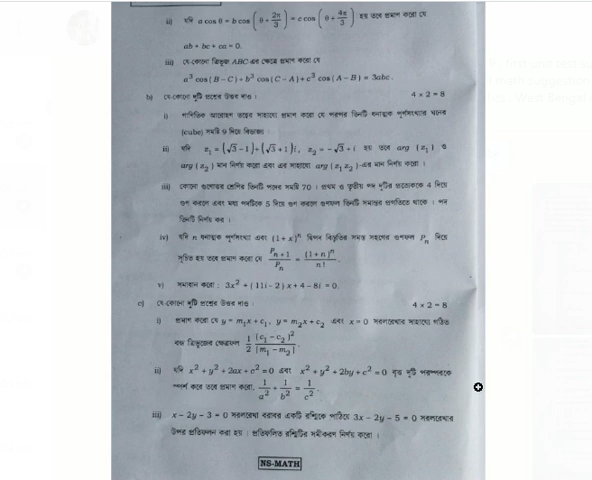 ii) যদি a cos θ = b cos (θ + 2π/3) = c cos (θ + 4π/3) হয় তবে প্রমাণ করো যে
ab + bc + ca = 0.
iii) যে-কোনো ত্রিভুজ ABC এর ক্ষেত্রে প্রমাণ করো যে
a³ cos(B – C) + b³ cos(C – A) + c³ cos(A – B) = 3abc.
b) যে-কোনো দুটি প্রশ্নের উত্তর দাও : 4 × 2 = 8
i) গাণিতিক আরোহণ তত্ত্বের সাহায্যে প্রমাণ করো যে পরপর তিনটি ধনাত্মক পূর্ণসংখ্যার ঘনের
(cube) সমষ্টি 9 দিয়ে বিভাজ্য।
ii) যদি z₁ = (√3 – 1) + (√3 + 1)i, z₂ = – √3 + i হয় তবে arg (z₁) ও
arg (z₂) মান নির্ণয় করো এবং এর সাহায্যে arg (z₁ z₂)-এর মান নির্ণয় করো।
iii) কোনো গুণোত্তর শ্রেণির তিনটি পদের সমষ্টি 70। প্রথম ও তৃতীয় পদ দুটির প্রত্যেককে 4 দিয়ে
গুণ করলে এবং মধ্য পদটিকে 5 দিয়ে গুণ করলে গুণফল তিনটি সমান্তর প্রগতিতে থাকে। পদ
তিনটি নির্ণয় কর।
iv) যদি n ধনাত্মক পূর্ণসংখ্যা এবং (1 + x)ⁿ দ্বিপদ বিস্তৃতির সমস্ত সহগের গুণফল Pₙ দিয়ে
সূচিত হয় তবে প্রমাণ করো যে Pₙ₊₁/Pₙ = (1 + n)ⁿ/n!.
v) সমাধান করো : 3x² + (11i – 2)x + 4 – 8i = 0.
c) যে-কোনো দুটি প্রশ্নের উত্তর দাও : 4 × 2 = 8
i) প্রমাণ করো যে y = m₁x + c₁, y = m₂x + c₂ এবং x = 0 সরলরেখার সাহায্যে গঠিত
বদ্ধ ত্রিভুজের ক্ষেত্রফল 1/2 (c₁ – c₂)²/|m₁ – m₂|.
ii) যদি x² + y² + 2ax + c² = 0 এবং x² + y² + 2by + c² = 0 বৃত্ত দুটি পরস্পরকে
স্পর্শ করে তবে প্রমাণ করো, 1/a² + 1/b² = 1/c².
iii) x – 2y – 3 = 0 সরলরেখা বরাবর একটি রশ্মিকে পাঠিয়ে 3x – 2y – 5 = 0 সরলরেখার
উপর প্রতিফলন করা হয়। প্রতিফলিত রশ্মিটির সমীকরণ নির্ণয় করো।
NS-MATH